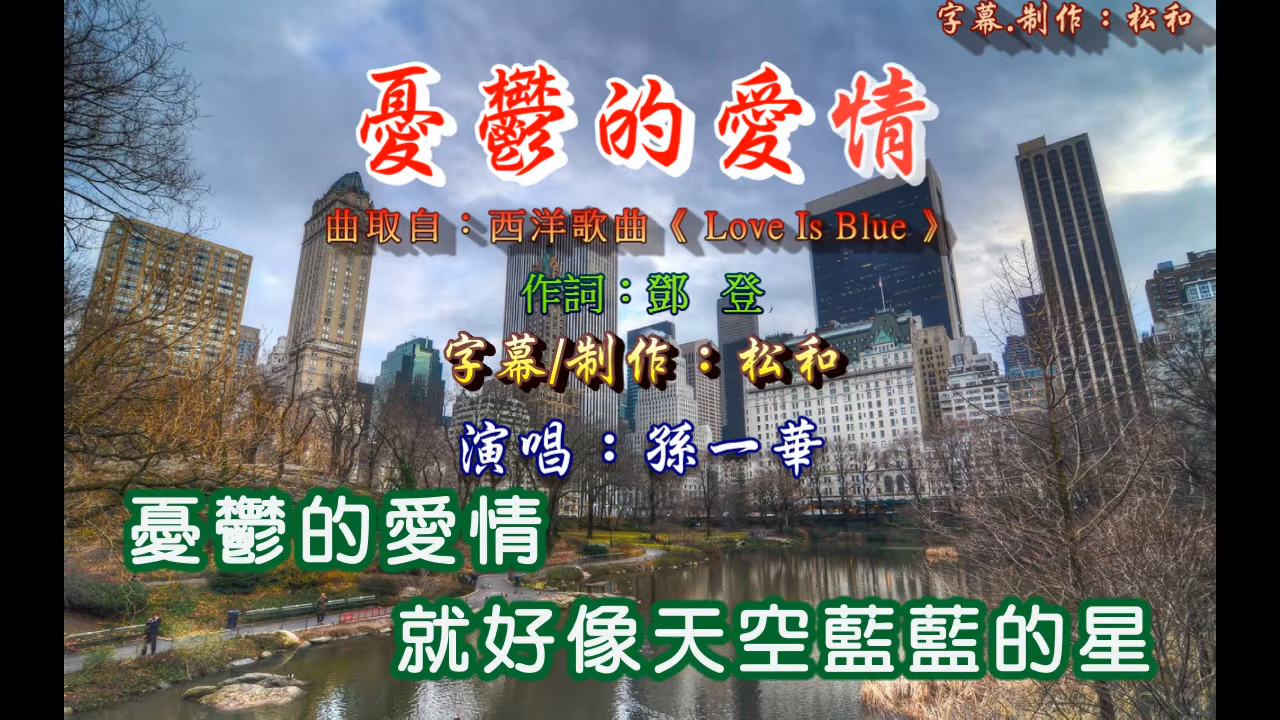 字幕.制作：松和
憂鬱的愛情
曲取自：西洋歌曲《 Love Is Blue 》
作詞：鄧 登
字幕/制作：松和
演唱：孫一華
憂鬱的愛情
就好像天空藍藍的星